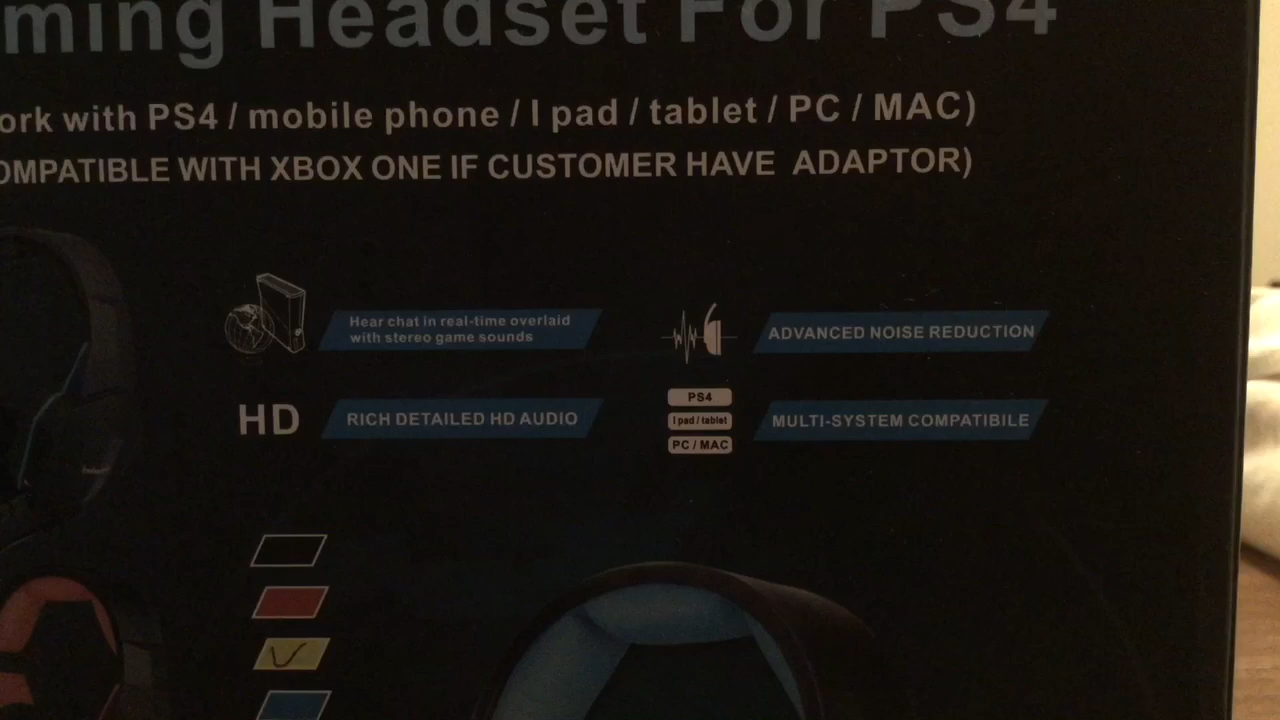 ming Headset For PS4
ork with PS4 / mobile phone / I pad / tablet / PC / MAC)
OMPATIBLE WITH XBOX ONE IF CUSTOMER HAVE ADAPTOR)
Hear chat in real-time overlaid
with stereo game sounds
ADVANCED NOISE REDUCTION
HD
RICH DETAILED HD AUDIO
PS4
I pad / tablet
PC / MAC
MULTI-SYSTEM COMPATIBILE